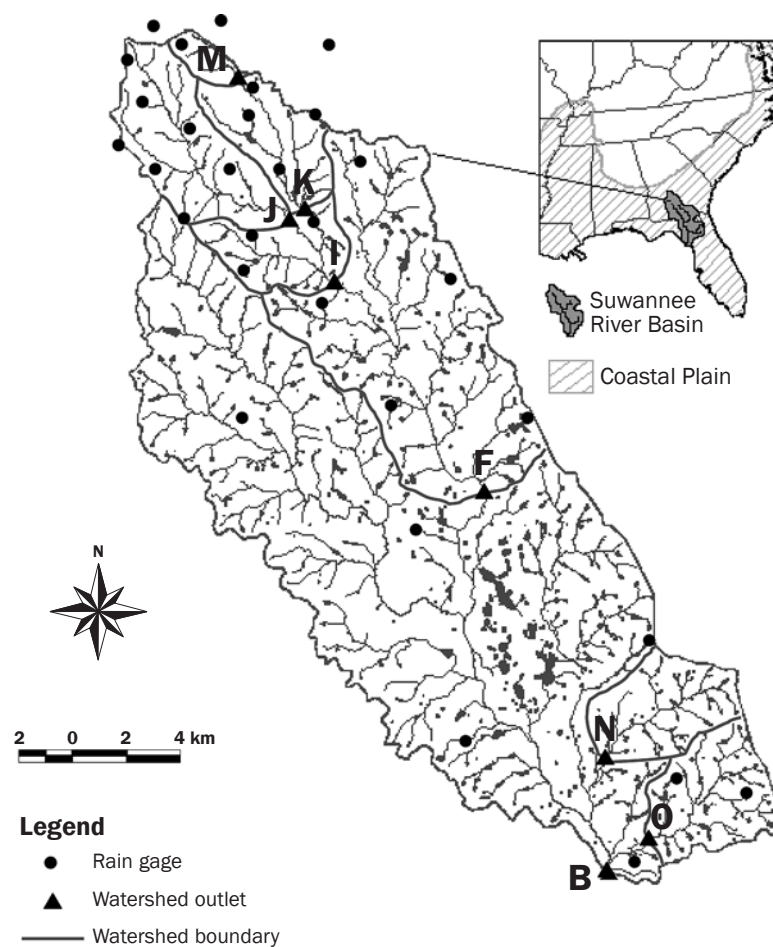 M
K
J
I
Suwannee
River Basin
Coastal Plain
F
N
2 0 2 4 km
N
O
B
Legend
Rain gage
Watershed outlet
Watershed boundary